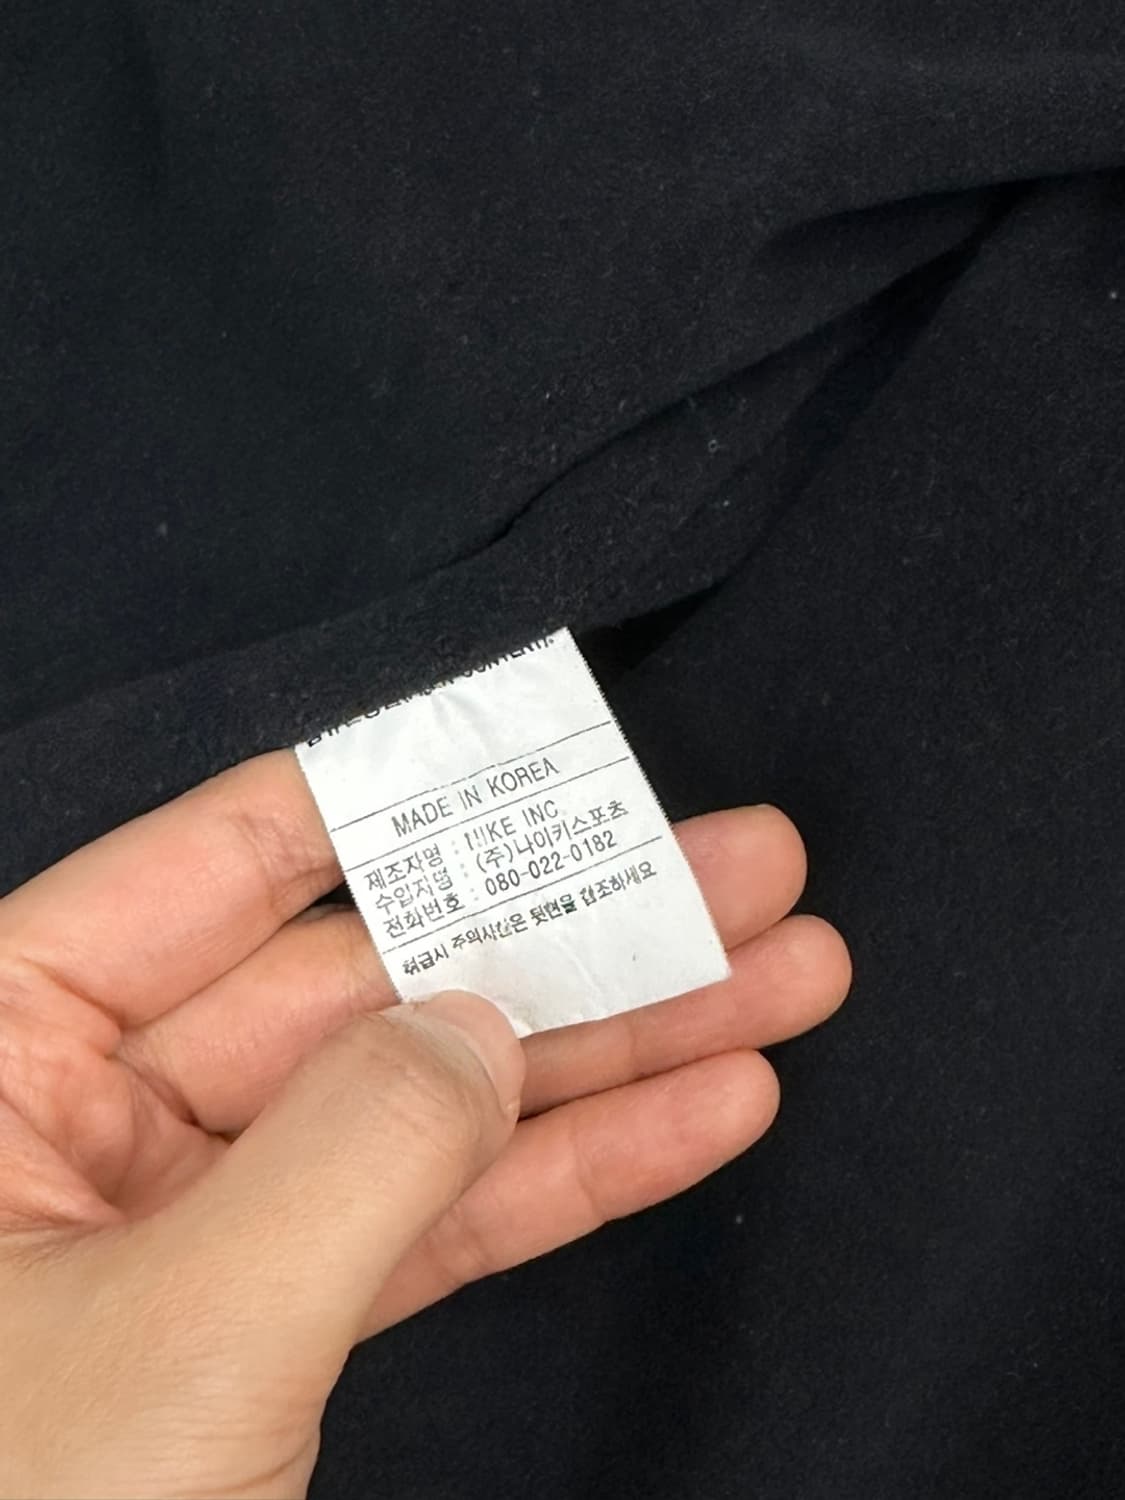 MADE IN KOREA
제조자명 : NIKE INC.
수입자명 : (주)나이키스포츠
전화번호 : 080-022-0182
취급시 주의사항은 뒷면을 참조하세요